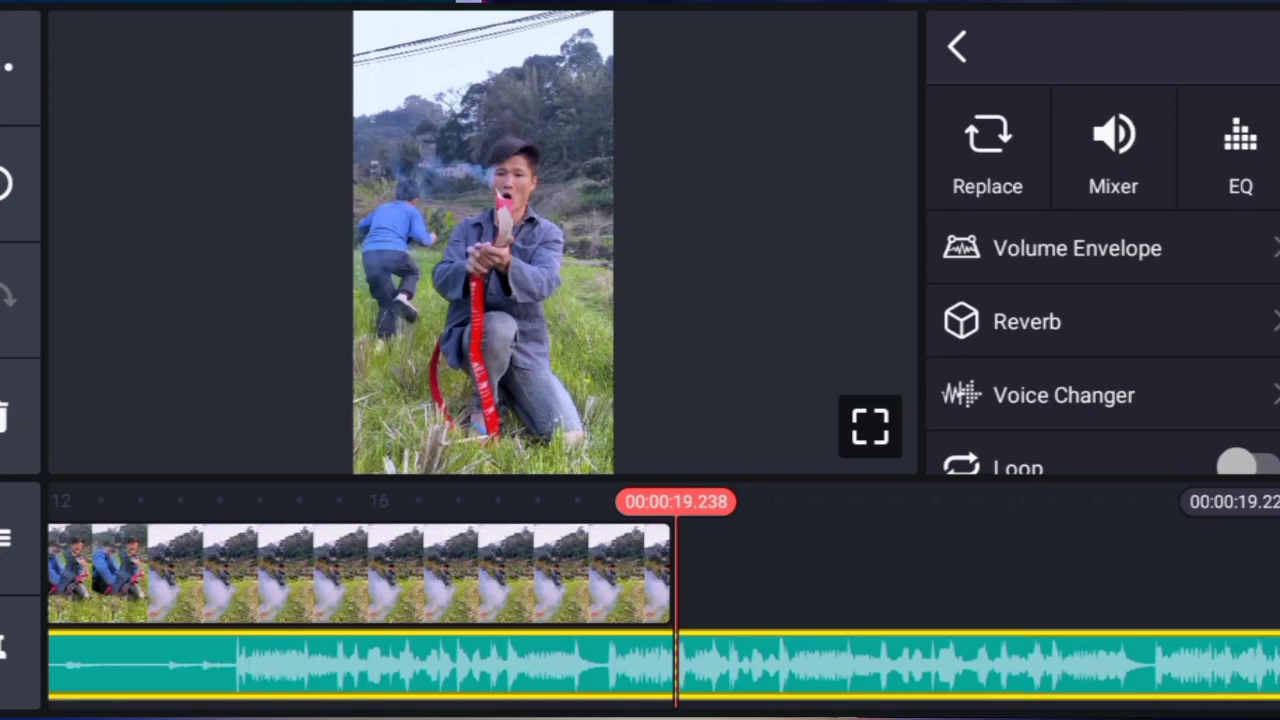 Replace
Mixer
EQ
Volume Envelope
Reverb
Voice Changer
Loop
12
16
00:00:19.238
00:00:19.22